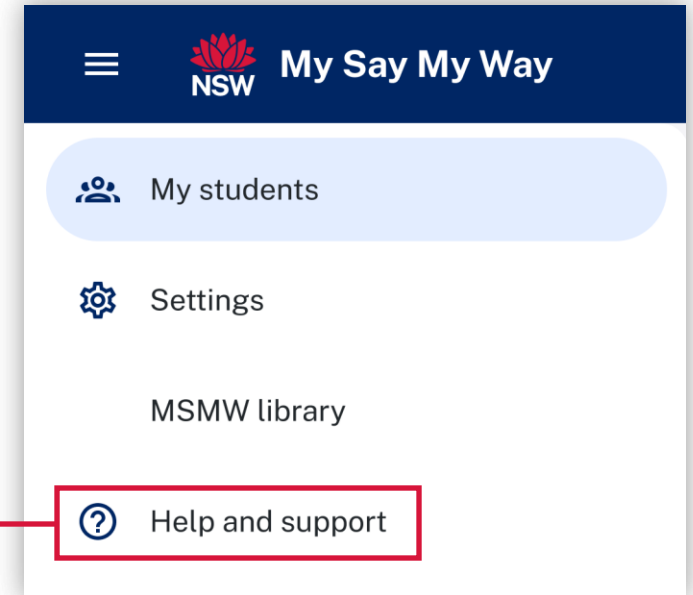 NSW
My Say My Way
My students
Settings
MSMW library
Help and support